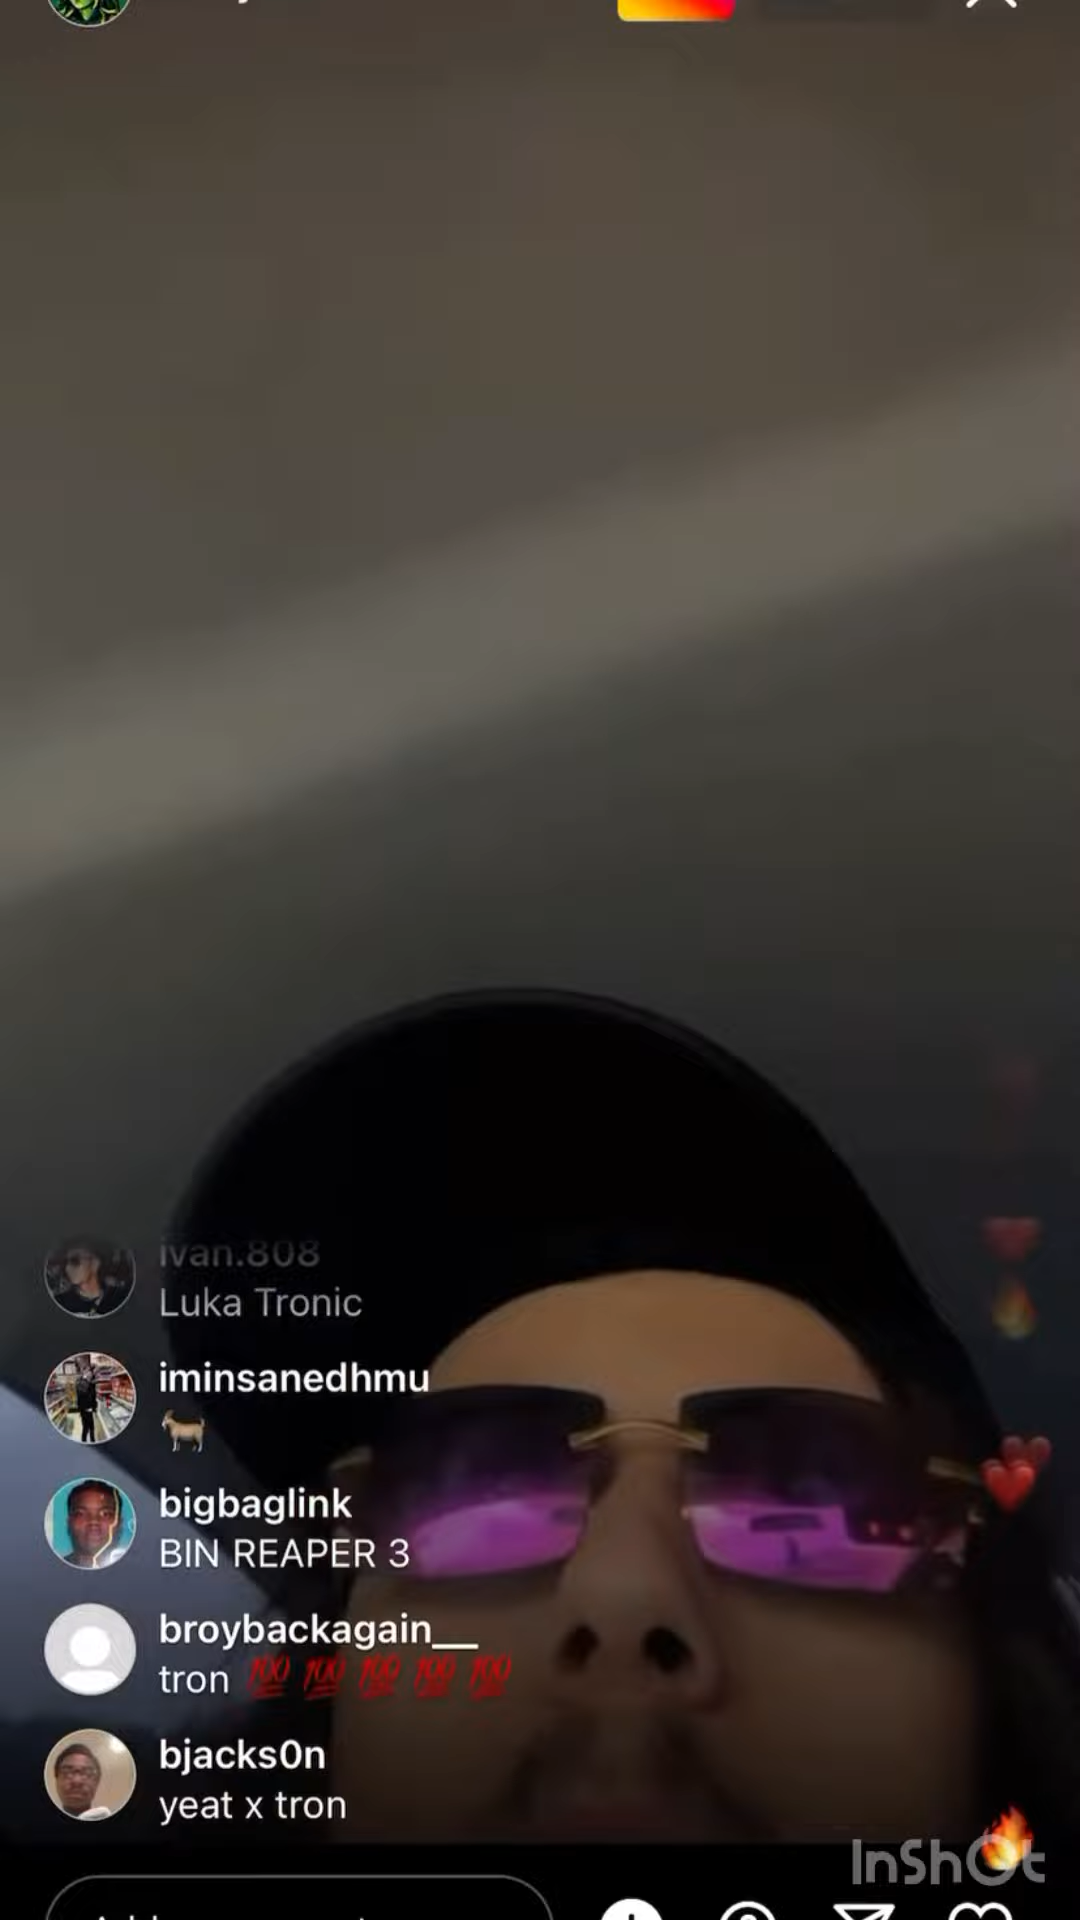 ivan.808
Luka Tronic
iminsanedhmu
🐐
bigbaglink
BIN REAPER 3
broybackagain__
tron 💯 💯 💯 💯 💯
bjacks0n
yeat x tron
InShOt